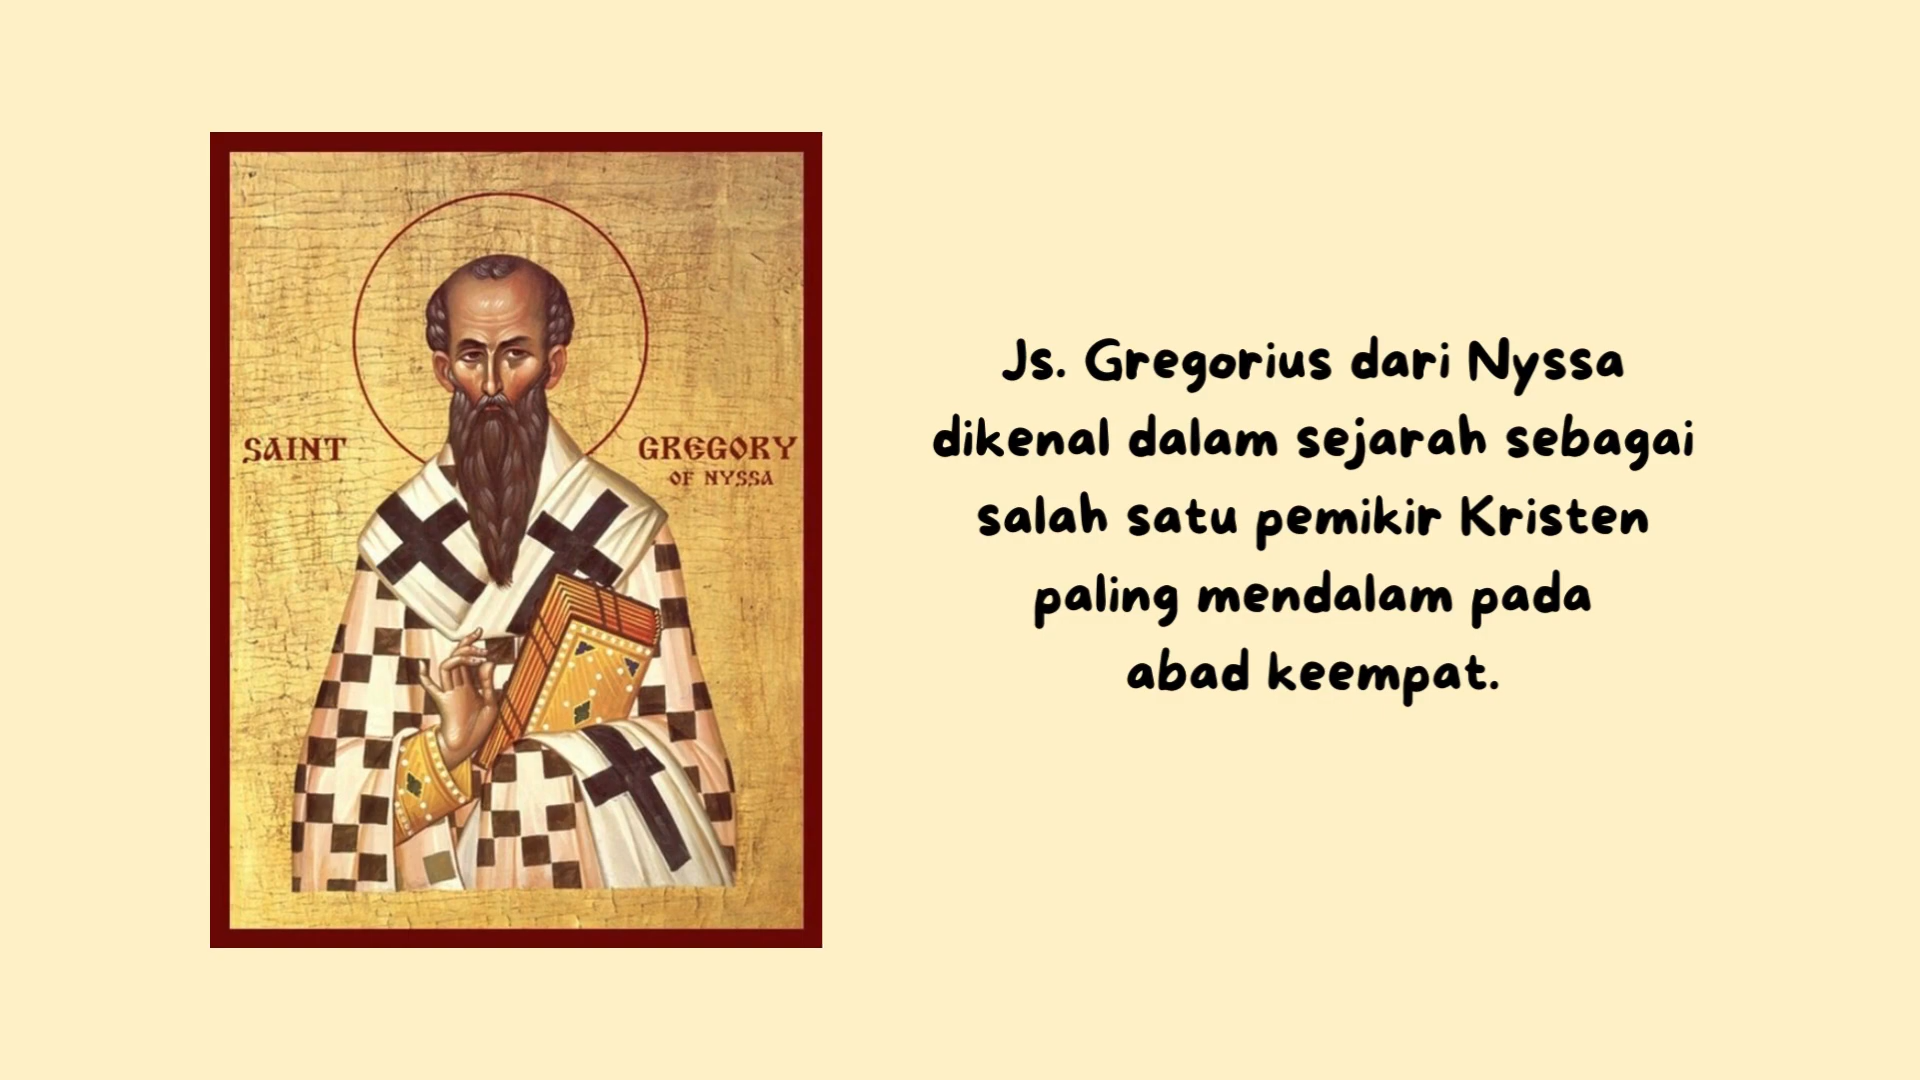 SAINT
GREGORY
OF NYSSA
Js. Gregorius dari Nyssa
dikenal dalam sejarah sebagai
salah satu pemikir Kristen
paling mendalam pada
abad keempat.